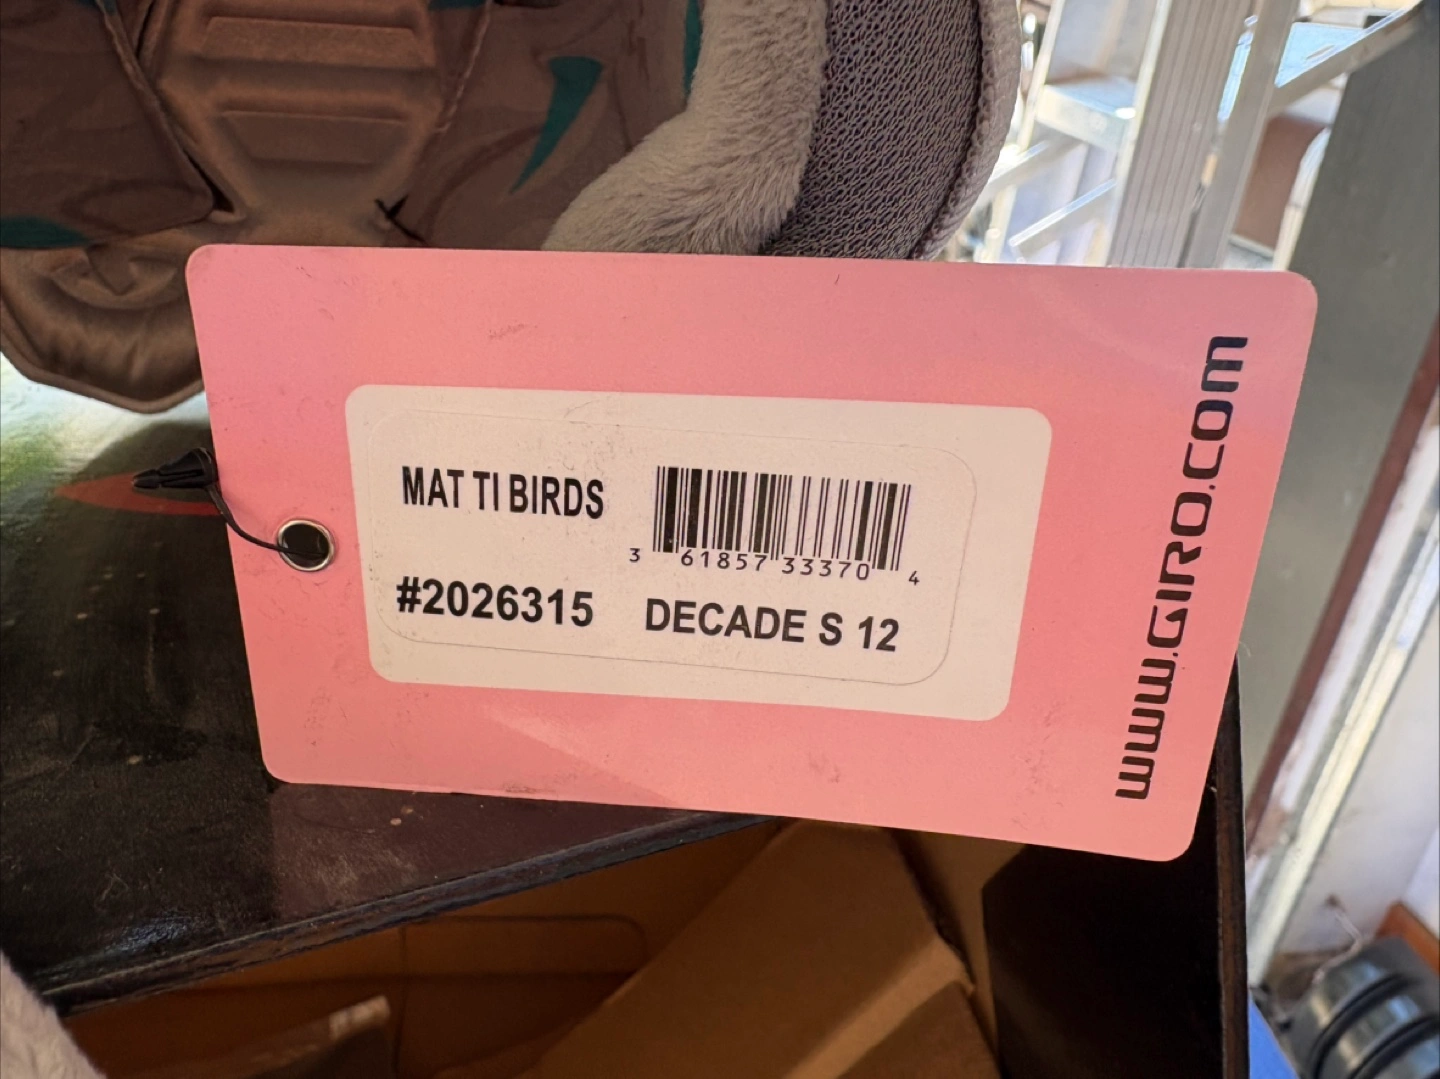 MAT TI BIRDS
3 61857 33370 4
#2026315 DECADE S 12
www.GIRO.COM